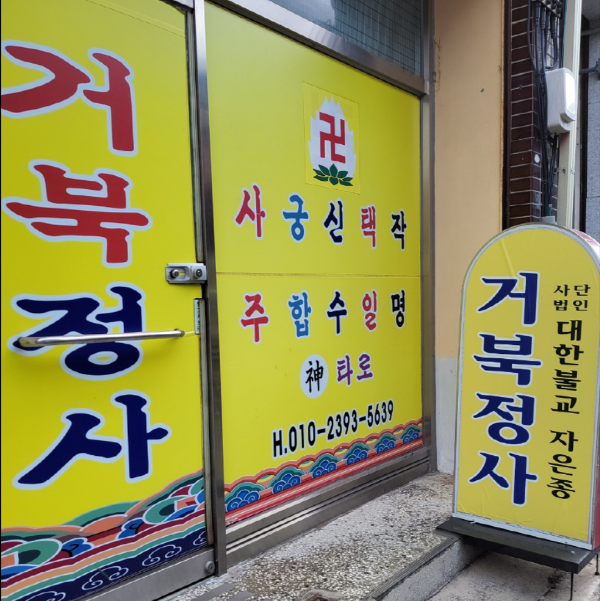 거북정사
卍
사궁신택작
주합수일명
神 타로
H.010-2393-5639
거북정사
사단
법인 대한불교 자은종